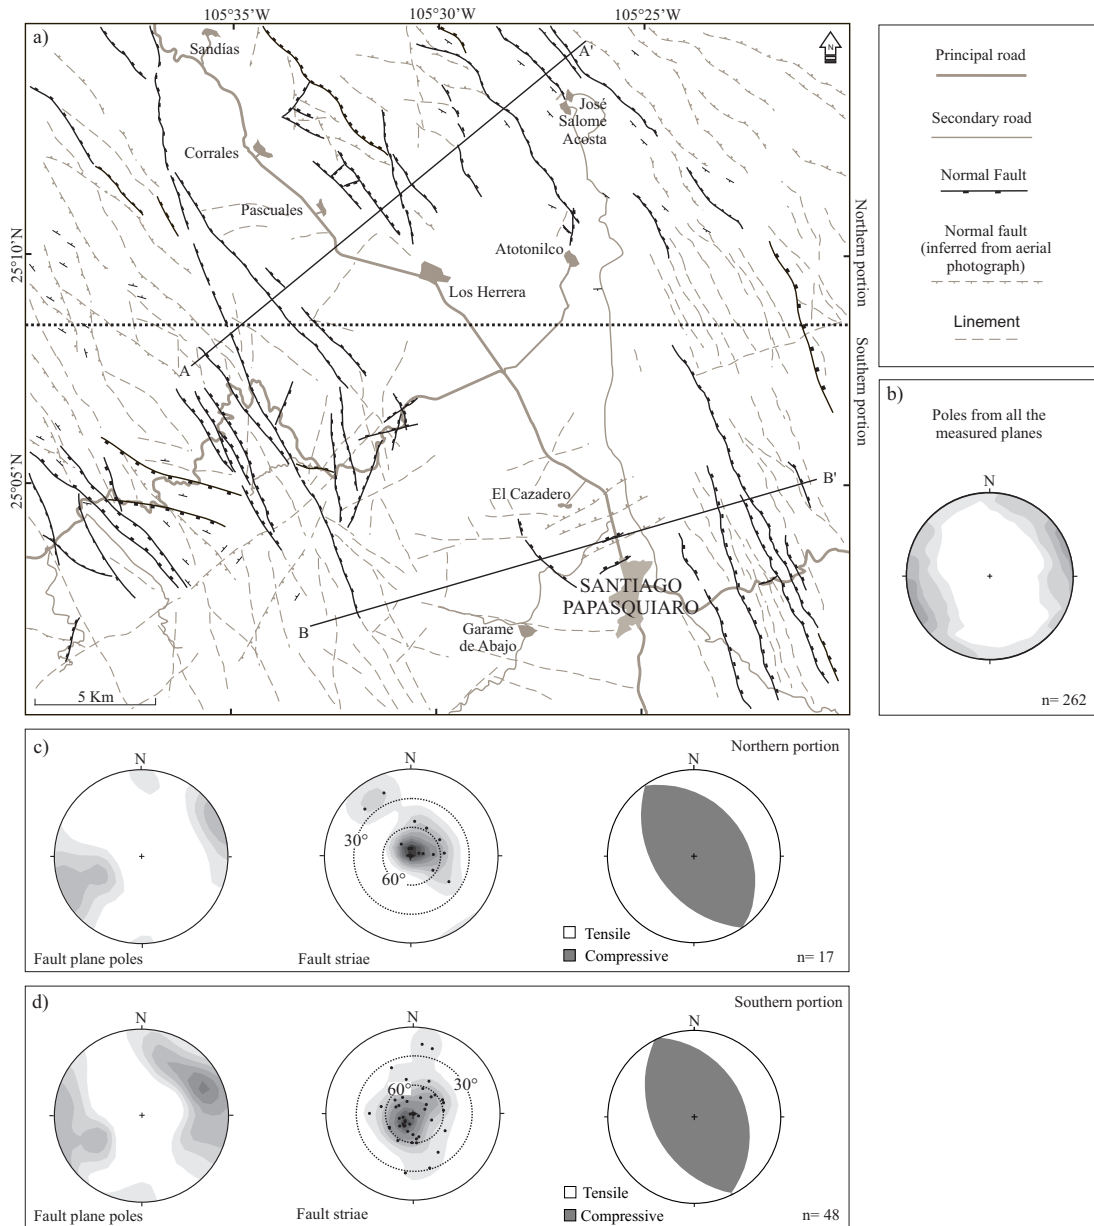 105°35'W
105°30'W
105°25'W
a)
Sandías
A'
N
José
Salome
Acosta
Corrales
Pascuales
Atotonilco
25°10'N
Los Herrera
Northern portion
Southern portion
A
25°05'N
El Cazadero
B'
SANTIAGO
PAPASQUIARO
B
Garame
de Abajo
5 Km
Principal road
Secondary road
Normal Fault
Normal fault
(inferred from aerial
photograph)
Linement
b)
Poles from all the
measured planes
N
n= 262
c)
Northern portion
N
N
N
30°
60°
Tensile
Compressive
Fault plane poles
Fault striae
n= 17
d)
Southern portion
N
N
N
60°
30°
Tensile
Compressive
Fault plane poles
Fault striae
n= 48